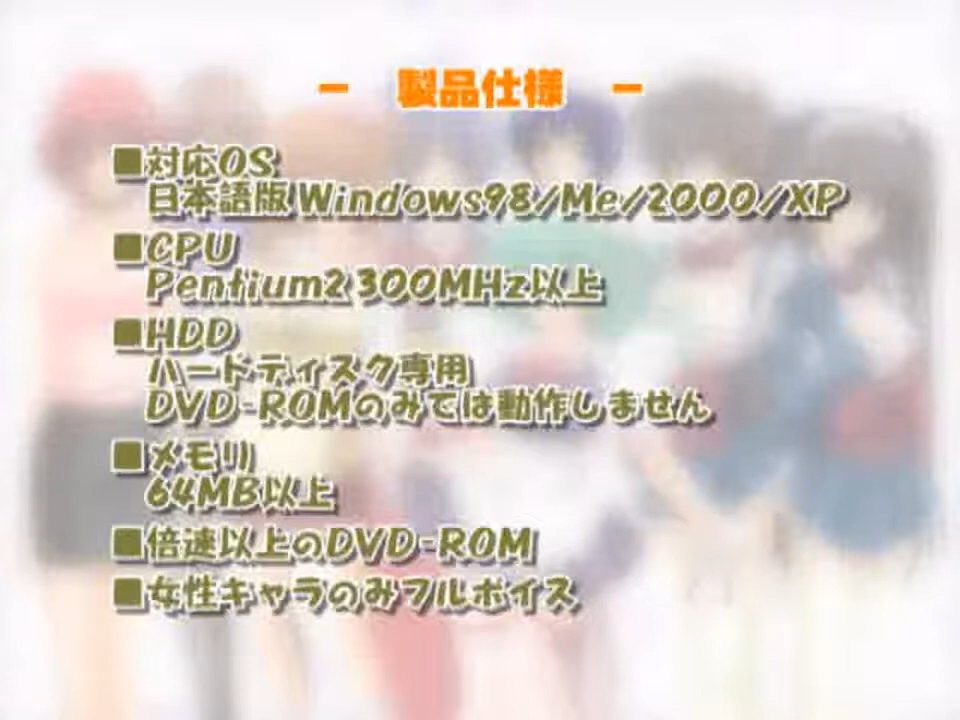 － 製品仕様 －
■対応OS
日本語版Windows98/Me/2000/XP
■CPU
Pentium2 300MHz以上
■HDD
ハードディスク専用
DVD-ROMのみでは動作しません
■メモリ
64MB以上
■倍速以上のDVD-ROM
■女性キャラのみフルボイス